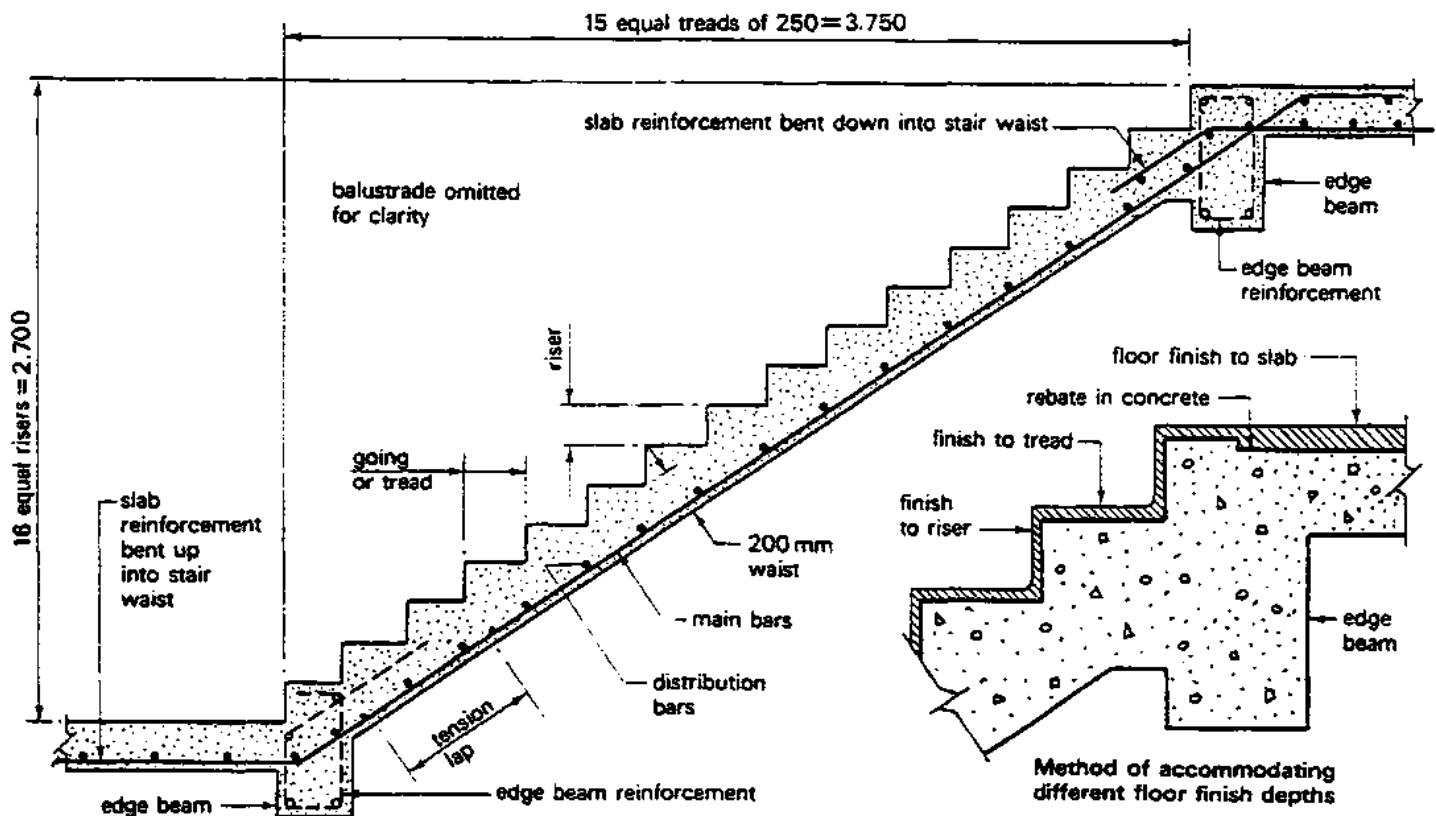 15 equal treads of 250=3.750
slab reinforcement bent down into stair waist
balustrade omitted
for clarity
edge
beam
edge beam
reinforcement
16 equal risers = 2.700
riser
floor finish to slab
rebate in concrete
finish to tread
going
or tread
finish
to riser
slab
reinforcement
bent up
into stair
waist
200 mm
waist
main bars
edge
beam
distribution
bars
tension
lap
Method of accommodating
different floor finish depths
edge beam
edge beam reinforcement